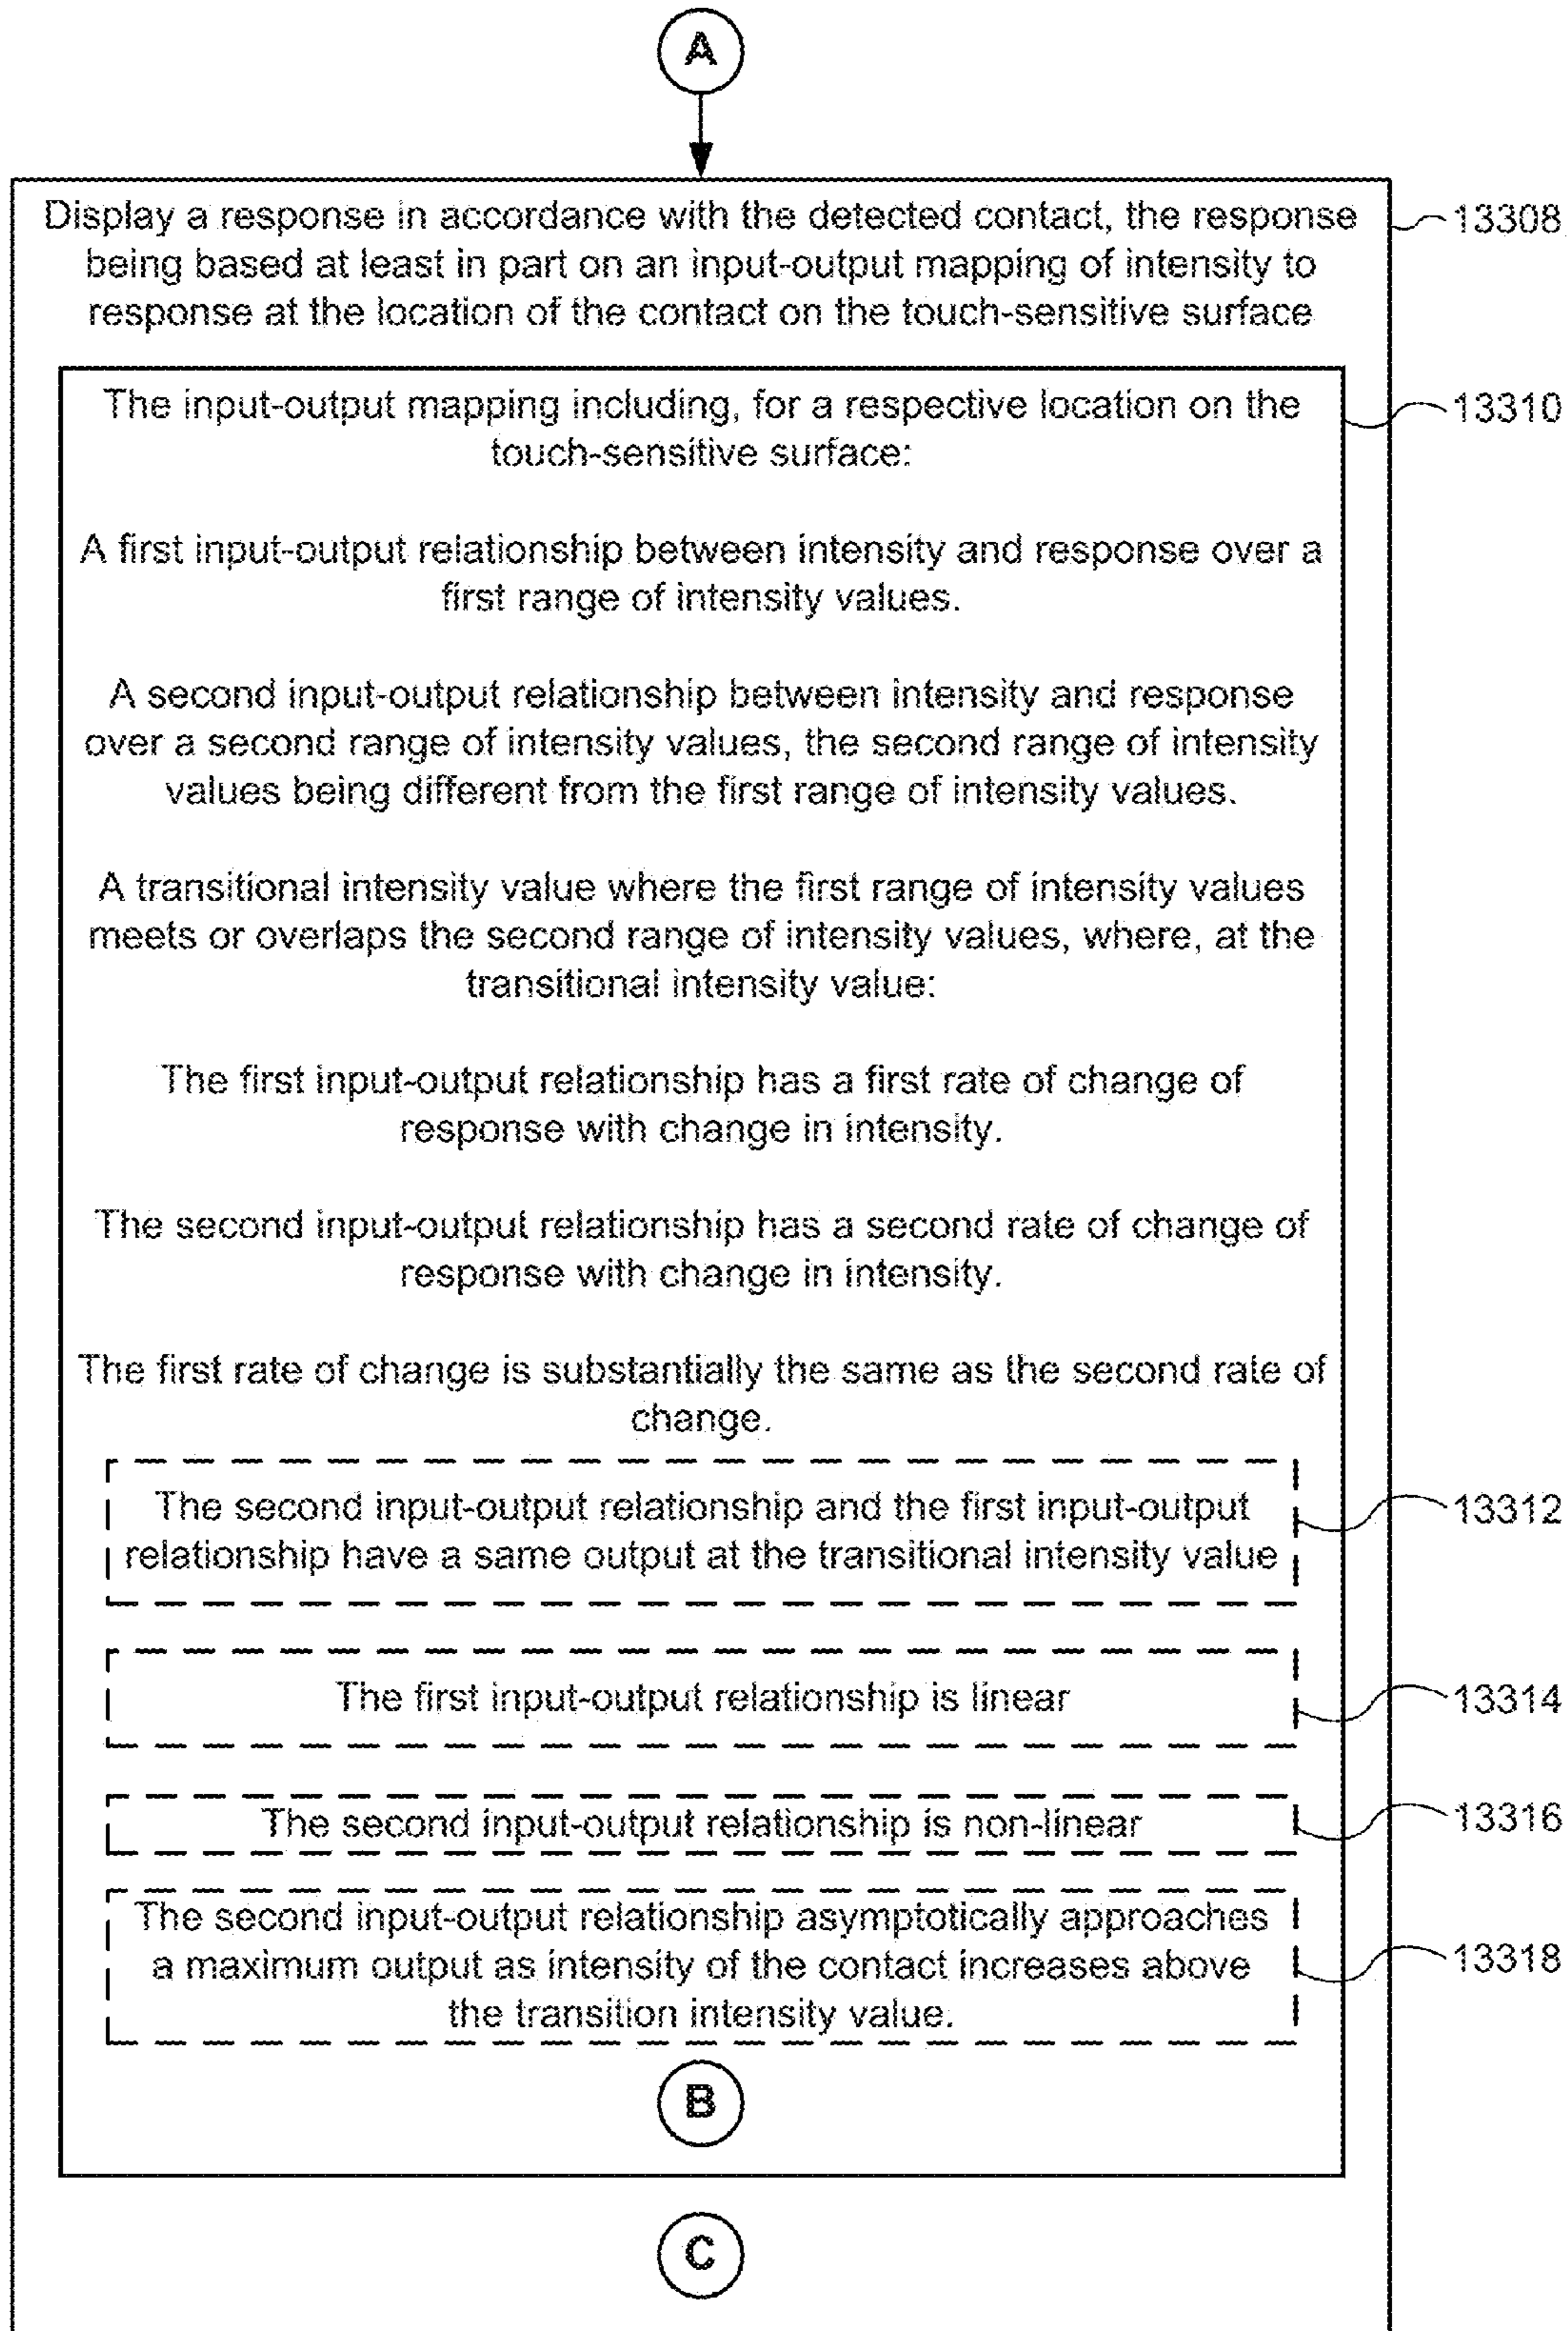 A
Display a response in accordance with the detected contact, the response
being based at least in part on an input-output mapping of intensity to
response at the location of the contact on the touch-sensitive surface
13308
The input-output mapping including, for a respective location on the
touch-sensitive surface:
13310
A first input-output relationship between intensity and response over a
first range of intensity values.
A second input-output relationship between intensity and response
over a second range of intensity values, the second range of intensity
values being different from the first range of intensity values.
A transitional intensity value where the first range of intensity values
meets or overlaps the second range of intensity values, where, at the
transitional intensity value:
The first input-output relationship has a first rate of change of
response with change in intensity.
The second input-output relationship has a second rate of change of
response with change in intensity.
The first rate of change is substantially the same as the second rate of
change.
The second input-output relationship and the first input-output
relationship have a same output at the transitional intensity value
13312
The first input-output relationship is linear
13314
The second input-output relationship is non-linear
13316
The second input-output relationship asymptotically approaches
a maximum output as intensity of the contact increases above
the transition intensity value.
13318
B
C